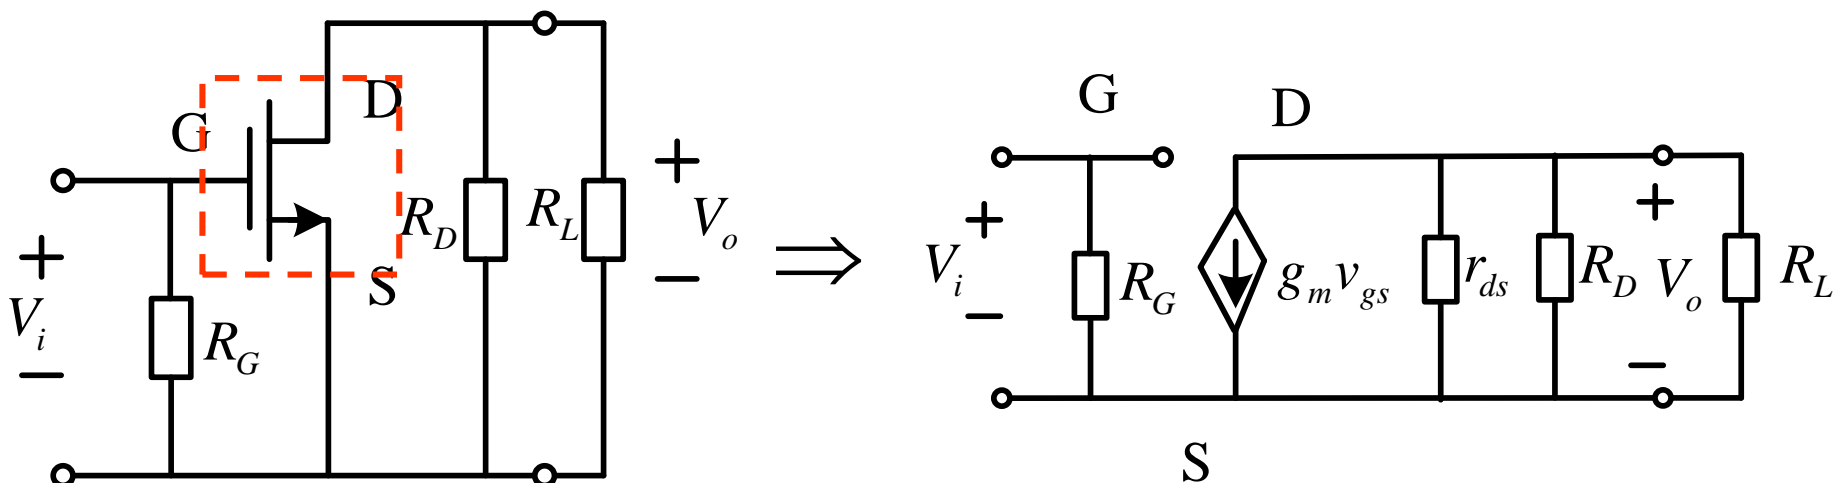 G
D
S
+
V_i
−
R_G
R_D
R_L
+
V_o
−
⇒
G
D
+
V_i
−
R_G
g_m v_gs
r_ds
R_D
+
V_o
−
R_L
S